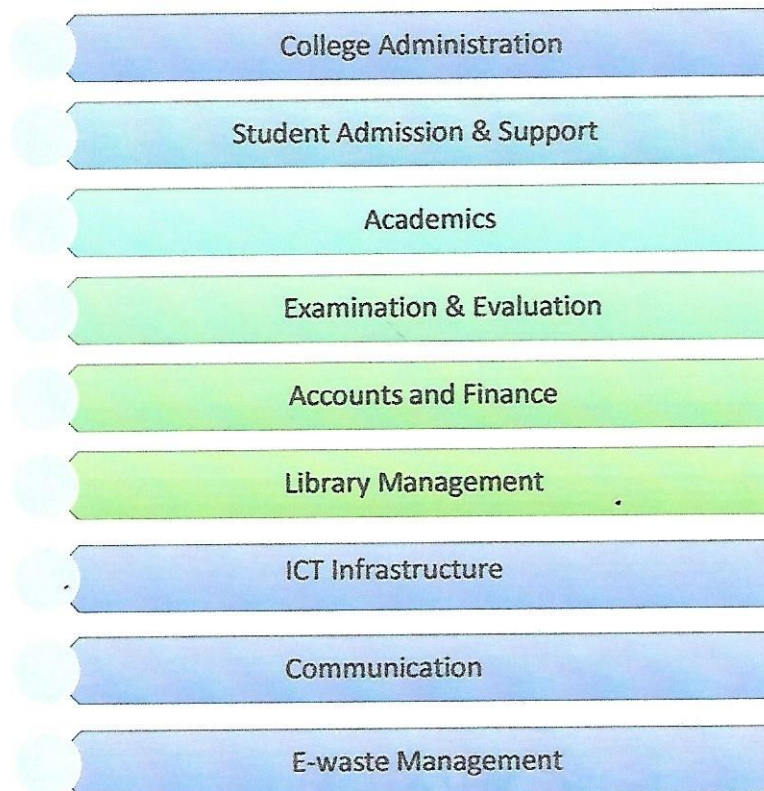 College Administration
Student Admission & Support
Academics
Examination & Evaluation
Accounts and Finance
Library Management
ICT Infrastructure
Communication
E-waste Management